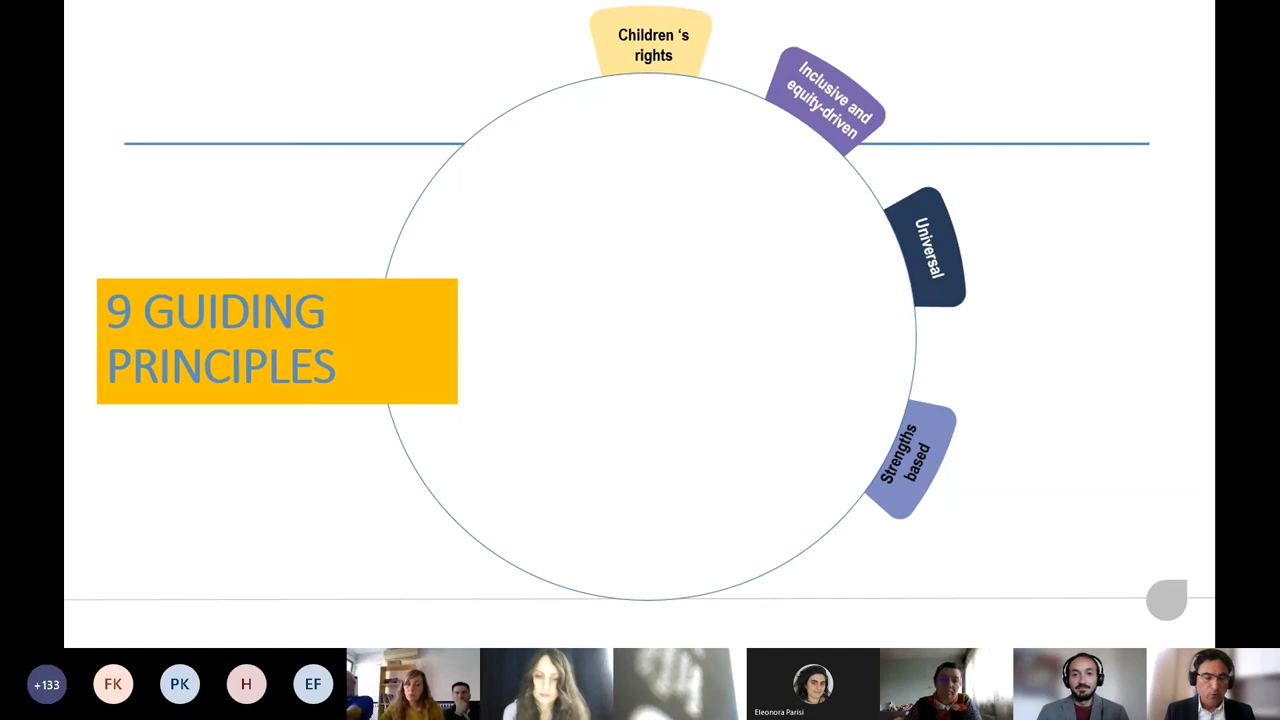 Children ‘s
rights
Inclusive and
equity-driven
Universal
Strengths
based
9 GUIDING
PRINCIPLES
+133
FK
PK
H
EF
Eleonora Parisi